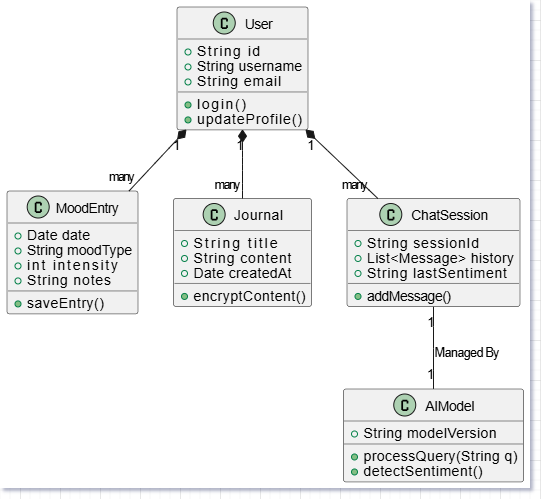 C User
String id
String username
String email
login()
updateProfile()
1 1 1
many many many
C MoodEntry
Date date
String moodType
int intensity
String notes
saveEntry()
C Journal
String title
String content
Date createdAt
encryptContent()
C ChatSession
String sessionId
List<Message> history
String lastSentiment
addMessage()
1
Managed By
1
C AIModel
String modelVersion
processQuery(String q)
detectSentiment()